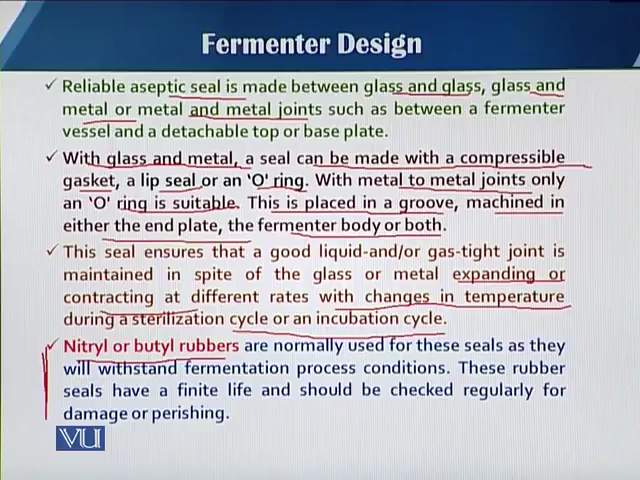 Fermenter Design
✓ Reliable aseptic seal is made between glass and glass, glass and
metal or metal and metal joints such as between a fermenter
vessel and a detachable top or base plate.
✓ With glass and metal, a seal can be made with a compressible
gasket, a lip seal or an 'O' ring. With metal to metal joints only
an 'O' ring is suitable. This is placed in a groove, machined in
either the end plate, the fermenter body or both.
✓ This seal ensures that a good liquid-and/or gas-tight joint is
maintained in spite of the glass or metal expanding or
contracting at different rates with changes in temperature
during a sterilization cycle or an incubation cycle.
✓ Nitryl or butyl rubbers are normally used for these seals as they
will withstand fermentation process conditions. These rubber
seals have a finite life and should be checked regularly for
damage or perishing.
VU